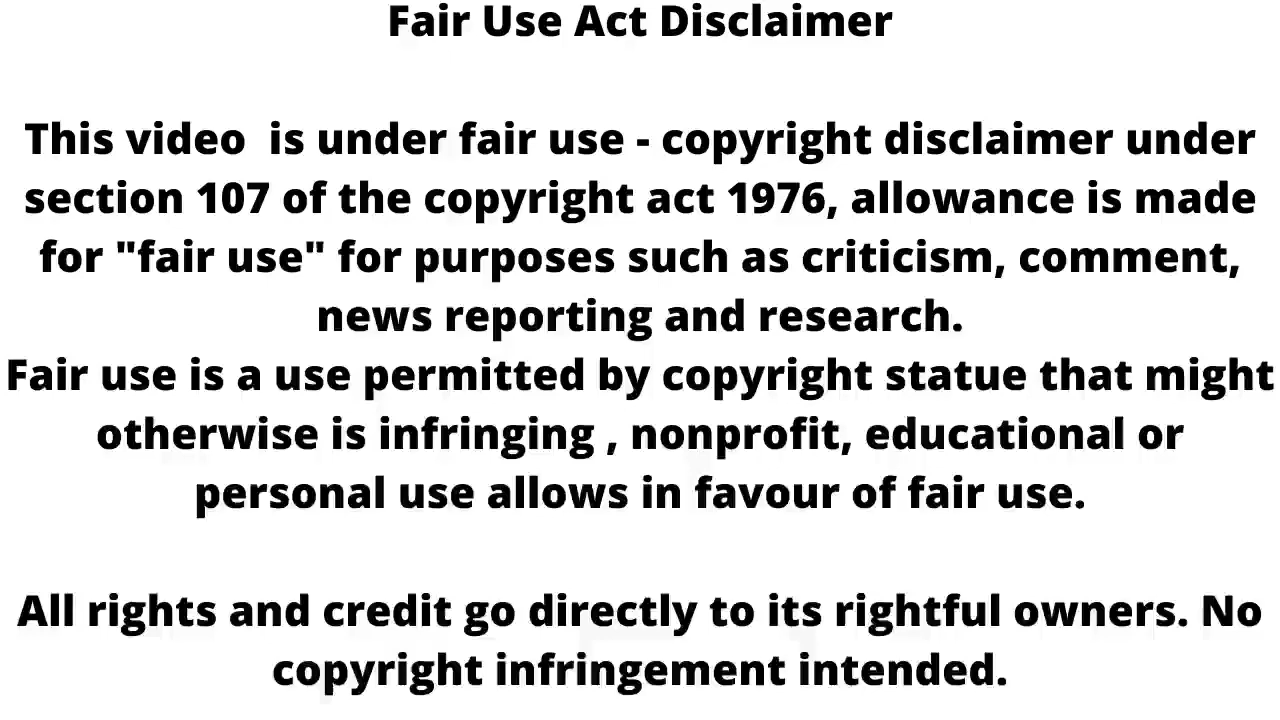 Fair Use Act Disclaimer
This video  is under fair use - copyright disclaimer under
section 107 of the copyright act 1976, allowance is made
for "fair use" for purposes such as criticism, comment,
news reporting and research.
Fair use is a use permitted by copyright statue that might
otherwise is infringing , nonprofit, educational or
personal use allows in favour of fair use.
All rights and credit go directly to its rightful owners. No
copyright infringement intended.